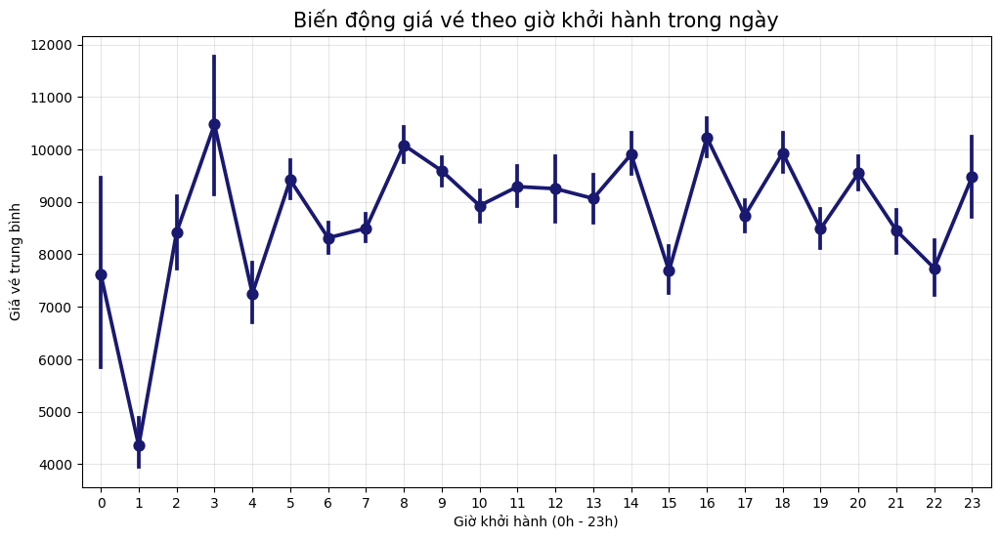 Biến động giá vé theo giờ khởi hành trong ngày
Giá vé trung bình
12000
11000
10000
9000
8000
7000
6000
5000
4000
0 1 2 3 4 5 6 7 8 9 10 11 12 13 14 15 16 17 18 19 20 21 22 23
Giờ khởi hành (0h - 23h)